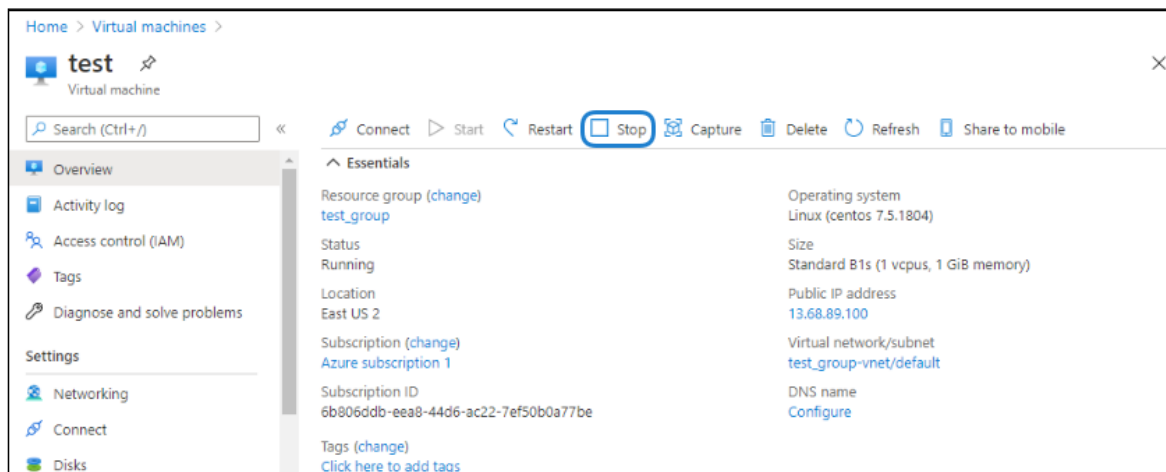 Home > Virtual machines >
test
Virtual machine
Search (Ctrl+/)
«
Connect Start Restart Stop Capture Delete Refresh Share to mobile
Overview
Activity log
Access control (IAM)
Tags
Diagnose and solve problems
Settings
Networking
Connect
Disks
Essentials
Resource group (change)
test_group
Status
Running
Location
East US 2
Subscription (change)
Azure subscription 1
Subscription ID
6b806ddb-eea8-44d6-ac22-7ef50b0a77be
Tags (change)
Click here to add tags
Operating system
Linux (centos 7.5.1804)
Size
Standard B1s (1 vcpus, 1 GiB memory)
Public IP address
13.68.89.100
Virtual network/subnet
test_group-vnet/default
DNS name
Configure